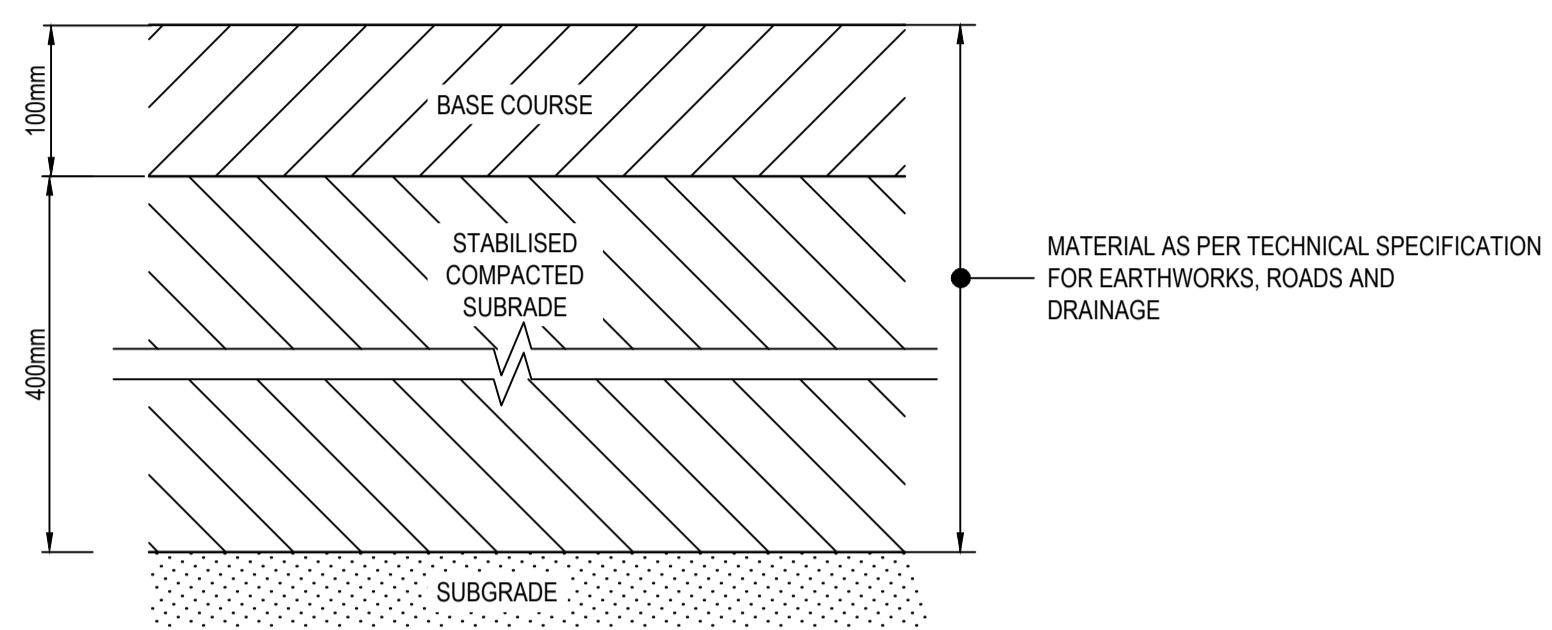 100mm
BASE COURSE
400mm
STABILISED
COMPACTED
SUBRADE
MATERIAL AS PER TECHNICAL SPECIFICATION
FOR EARTHWORKS, ROADS AND
DRAINAGE
SUBGRADE